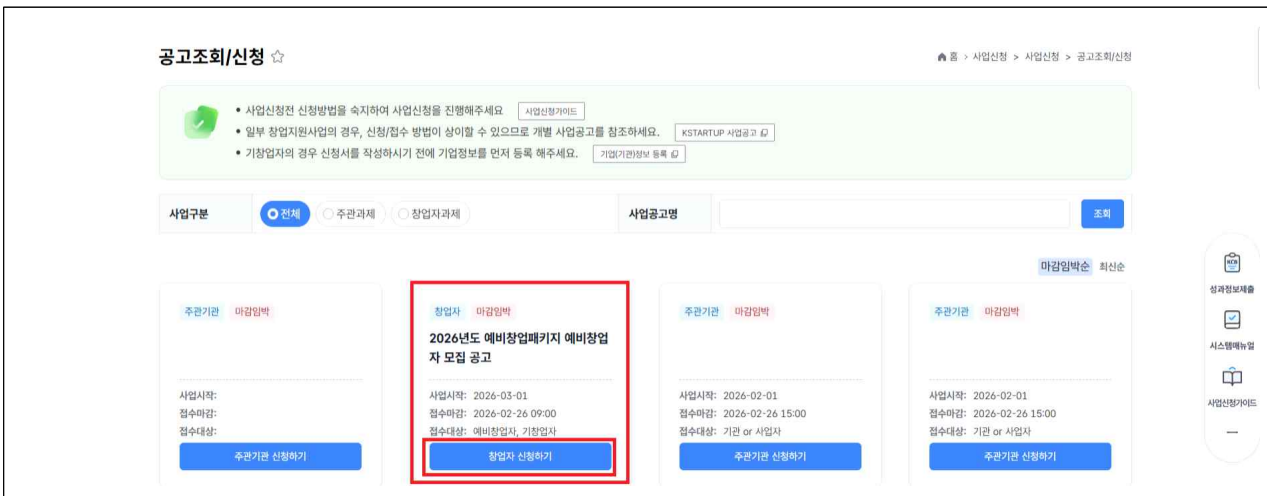 공고조회/신청
홈 > 사업신청 > 사업신청 > 공고조회/신청
• 사업신청전 신청방법을 숙지하여 사업신청을 진행해주세요 사업신청가이드
• 일부 창업지원사업의 경우, 신청/접수 방법이 상이할 수 있으므로 개별 사업공고를 참조하세요. KSTARTUP 사업공고
• 기창업자의 경우 신청서를 작성하시기 전에 기업정보를 먼저 등록 해주세요. 기업(기관)정보 등록
사업구분 전체 주관과제 창업자과제 사업공고명 조회
마감임박순 최신순
주관기관 마감임박
사업시작:
접수마감:
접수대상:
주관기관 신청하기
창업자 마감임박
2026년도 예비창업패키지 예비창업
자 모집 공고
사업시작: 2026-03-01
접수마감: 2026-02-26 09:00
접수대상: 예비창업자, 기창업자
창업자 신청하기
주관기관 마감임박
사업시작: 2026-02-01
접수마감: 2026-02-26 15:00
접수대상: 기관 or 사업자
주관기관 신청하기
주관기관 마감임박
사업시작: 2026-02-01
접수마감: 2026-02-26 15:00
접수대상: 기관 or 사업자
주관기관 신청하기
KCB
성과정보제출
시스템매뉴얼
사업신청가이드